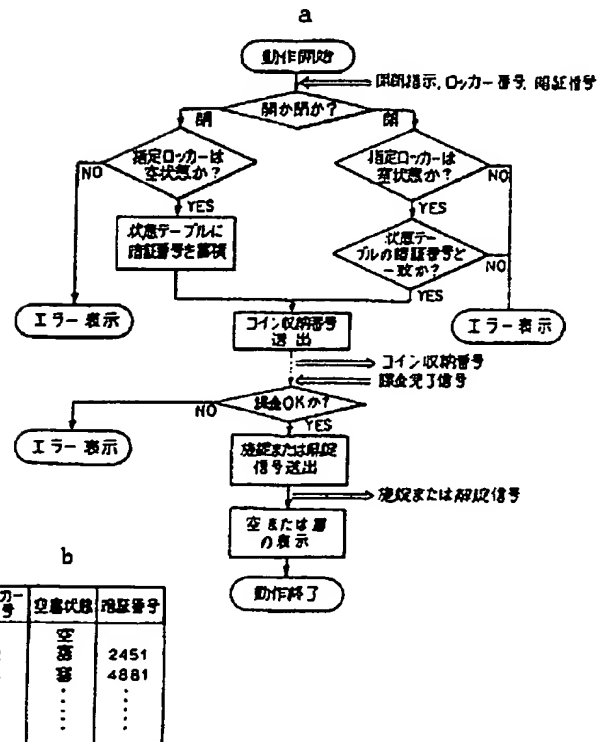 a
動作開始
開閉指示,ロッカー番号,暗証信号
開か閉か?
閉
指定ロッカーは
空状態か?
指定ロッカーは
空状態か?
NO
NO
YES
YES
状態テーブルに
暗証番号を蓄積
状態テー
ブルの暗証番号と
一致か?
NO
YES
エラー表示
エラー表示
コイン収納番号
送出
コイン収納番号
課金完了信号
課金OKか?
NO
YES
エラー表示
施錠または解錠
信号送出
施錠または解錠信号
空または塞
の表示
動作終了
b
カー
号
空塞状態
暗証番号
空
塞
2451
塞
4881